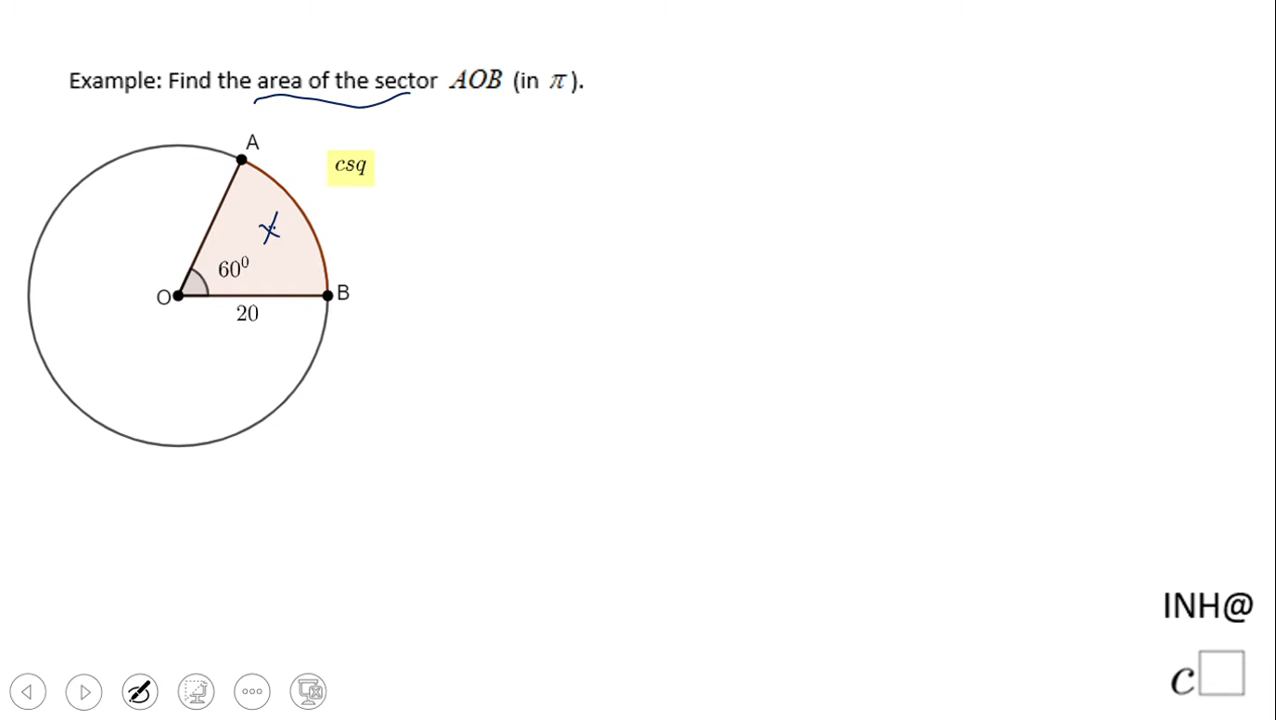 Example: Find the area of the sector AOB (in π).
A
csq
60⁰
O
B
20
INH@
c□